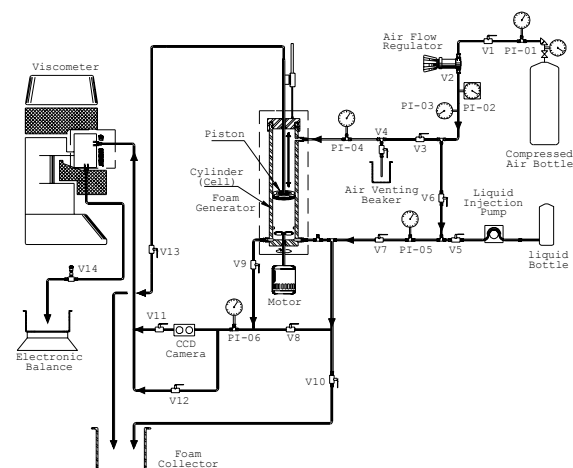 Viscometer
Air Flow
Regulator
V1
PI-01
V2
PI-03
PI-02
Compressed
Air Bottle
PI-04
V4
V3
Air Venting
Beaker
Piston
Cylinder
(Cell)
Foam
Generator
V6
Liquid
Injection
Pump
liquid
Bottle
V7
PI-05
V5
V13
V9
V14
Motor
V11
CCD
Camera
PI-06
V8
Electronic
Balance
V12
V10
Foam
Collector